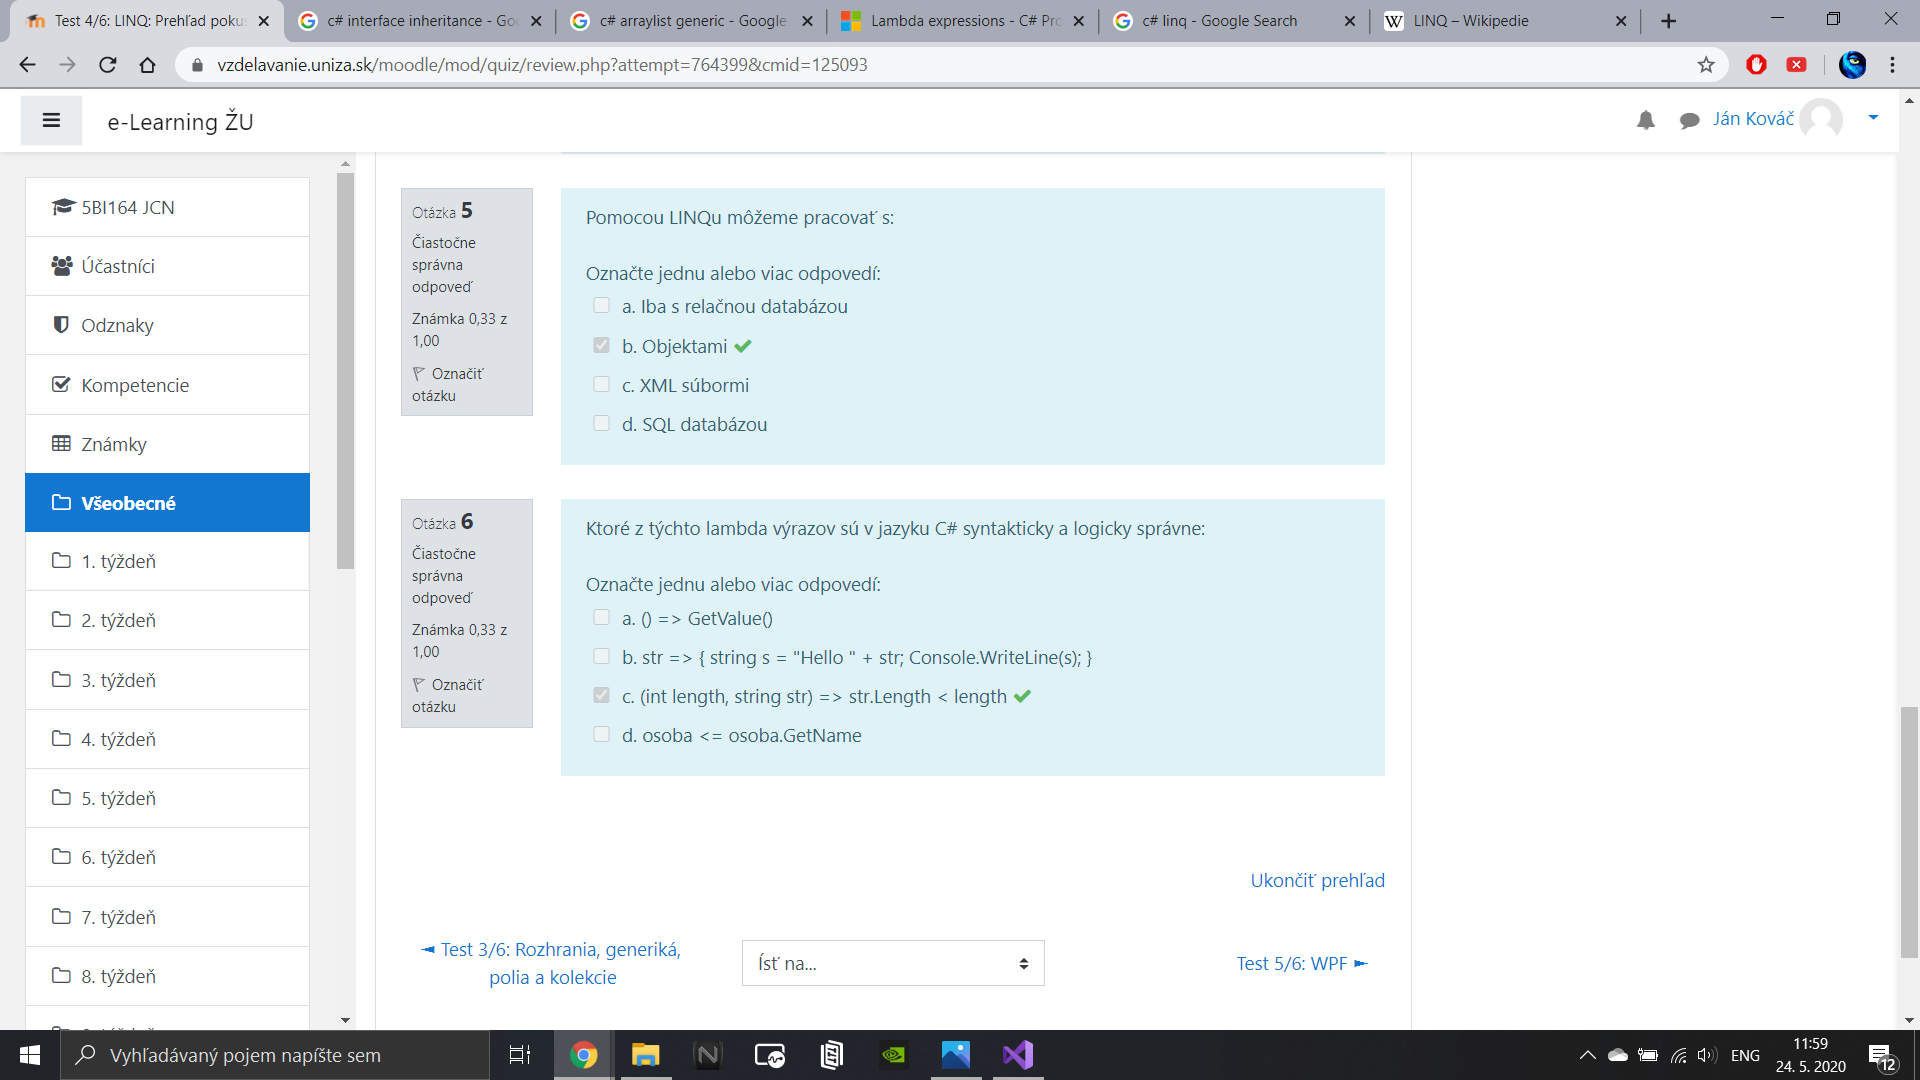 Test 4/6: LINQ: Prehľad pokus
c# interface inheritance - Goo
c# arraylist generic - Google
Lambda expressions - C# Pro
c# linq - Google Search
LINQ – Wikipedie
vzdelavanie.uniza.sk/moodle/mod/quiz/review.php?attempt=764399&cmid=125093
e-Learning ŽU
Ján Kováč
5BI164 JCN
Účastníci
Odznaky
Kompetencie
Známky
Všeobecné
1. týždeň
2. týždeň
3. týždeň
4. týždeň
5. týždeň
6. týždeň
7. týždeň
8. týždeň
Otázka 5
Čiastočne
správna
odpoveď
Známka 0,33 z
1,00
Označiť
otázku
Pomocou LINQu môžeme pracovať s:
Označte jednu alebo viac odpovedí:
a. Iba s relačnou databázou
b. Objektami
c. XML súbormi
d. SQL databázou
Otázka 6
Čiastočne
správna
odpoveď
Známka 0,33 z
1,00
Označiť
otázku
Ktoré z týchto lambda výrazov sú v jazyku C# syntakticky a logicky správne:
Označte jednu alebo viac odpovedí:
a. () => GetValue()
b. str => { string s = "Hello " + str; Console.WriteLine(s); }
c. (int length, string str) => str.Length < length
d. osoba <= osoba.GetName
Ukončiť prehľad
◄ Test 3/6: Rozhrania, generiká,
polia a kolekcie
Ísť na...
Test 5/6: WPF ►
Vyhľadávaný pojem napíšte sem
ENG
11:59
24. 5. 2020
12